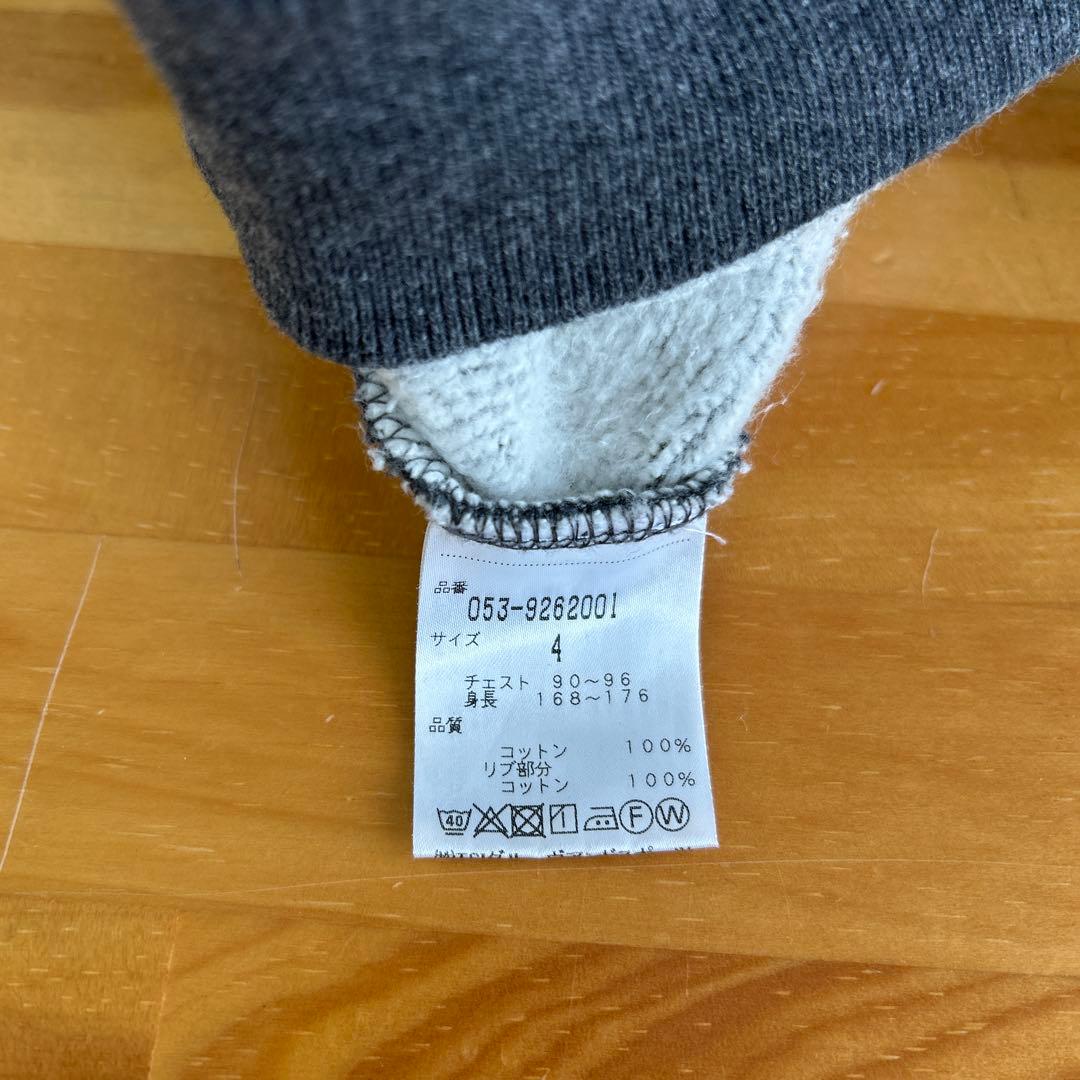 品番
053-9262001
サイズ
4
チェスト 90~96
身長 168~176
品質
コットン 100%
リブ部分
コットン 100%
40 F W